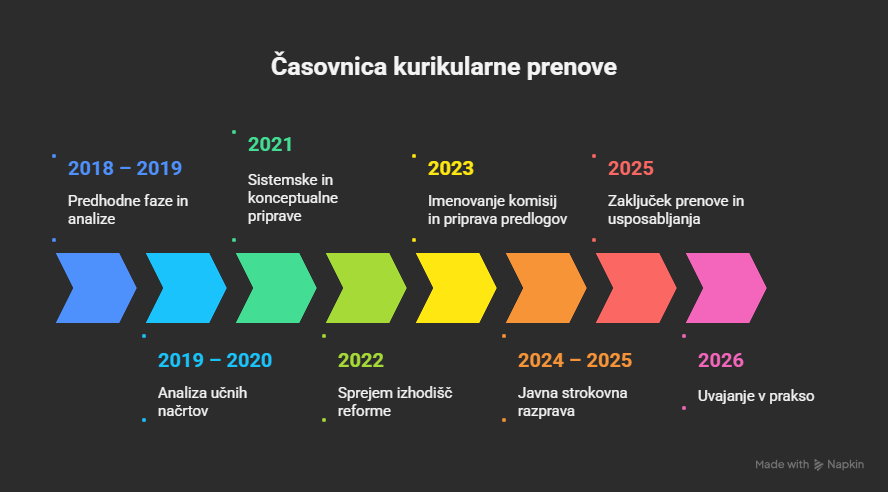 Časovnica kurikularne prenove
2018 – 2019
Predhodne faze in
analize
2019 – 2020
Analiza učnih
načrtov
2021
Sistemske in
konceptualne
priprave
2022
Sprejem izhodišč
reforme
2023
Imenovanje komisij
in priprava predlogov
2024 – 2025
Javna strokovna
razprava
2025
Zaključek prenove in
usposabljanja
2026
Uvajanje v prakso
Made with Napkin